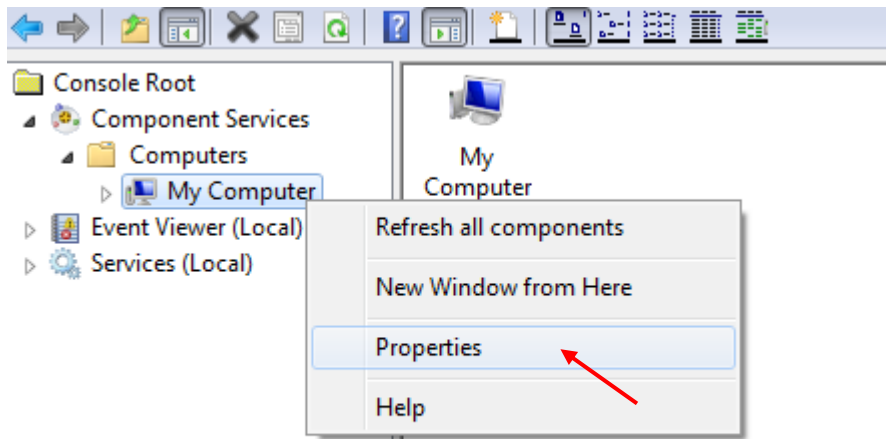 Console Root
Component Services
Computers
My Computer
Event Viewer (Local)
Services (Local)
My
Computer
Refresh all components
New Window from Here
Properties
Help